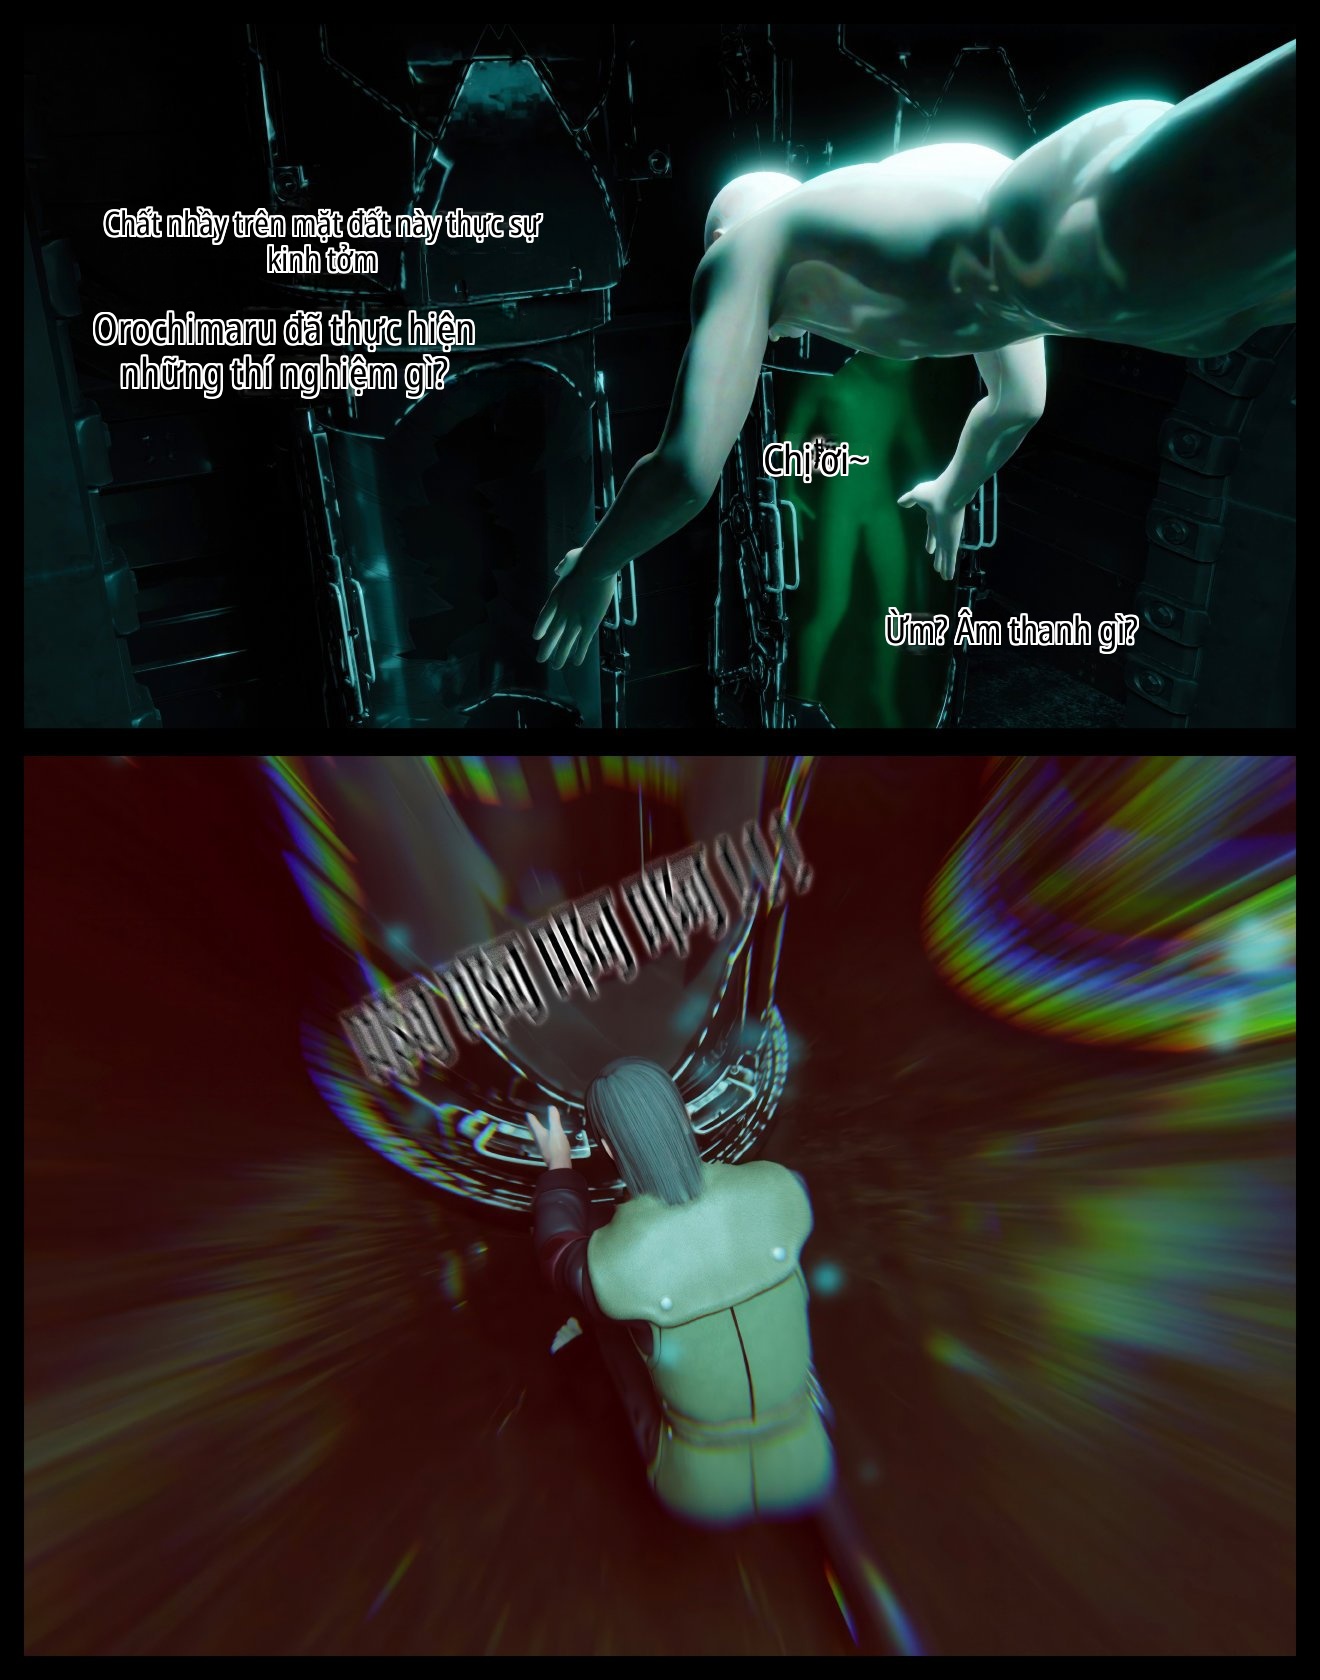 Chất nhầy trên mặt đất này thực sự
kinh tởm
Orochimaru đã thực hiện
những thí nghiệm gì?
Chị ơi~
Ừm? Âm thanh gì?